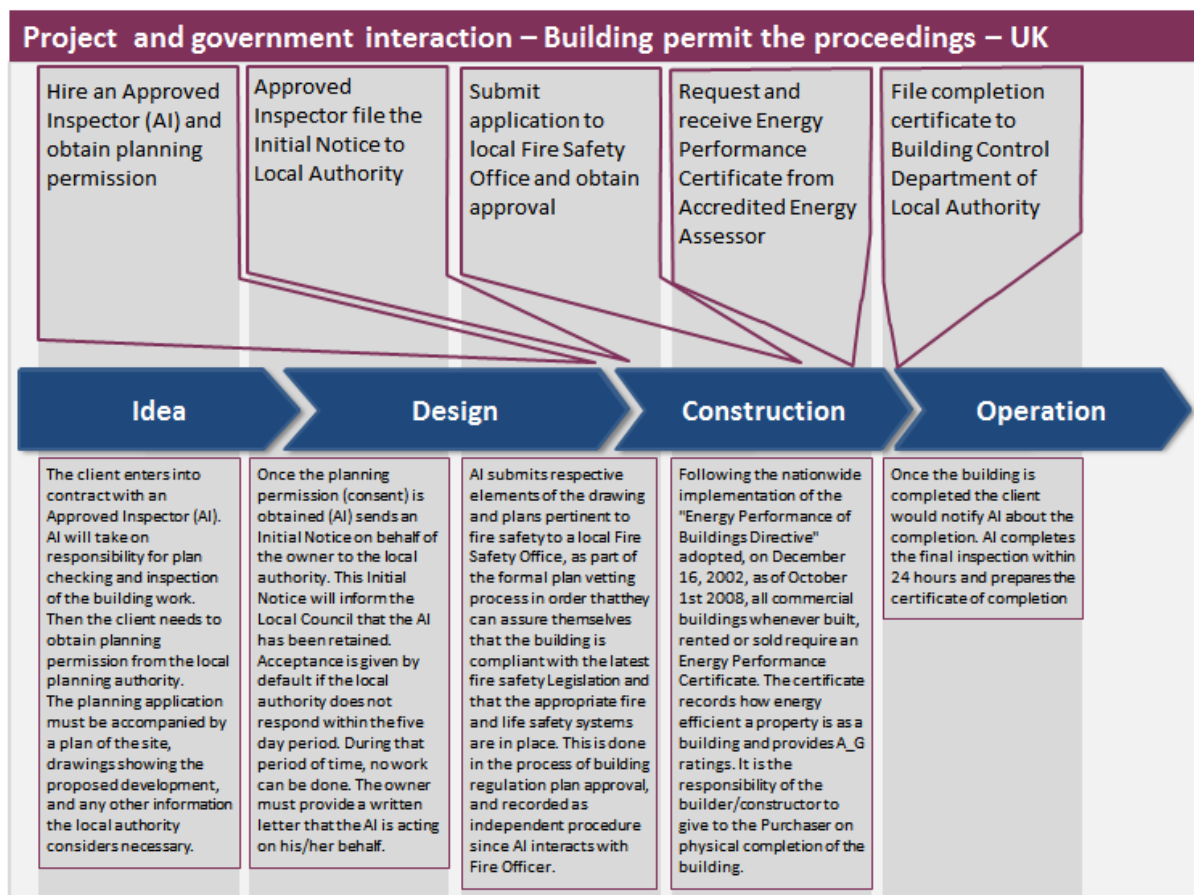 Project and government interaction – Building permit the proceedings – UK
Hire an Approved
Inspector (AI) and
obtain planning
permission
Approved
Inspector file the
Initial Notice to
Local Authority
Submit
application to
local Fire Safety
Office and obtain
approval
Request and
receive Energy
Performance
Certificate from
Accredited Energy
Assessor
File completion
certificate to
Building Control
Department of
Local Authority
Idea
Design
Construction
Operation
The client enters into
contract with an
Approved Inspector (AI).
AI will take on
responsibility for plan
checking and inspection
of the building work.
Then the client needs to
obtain planning
permission from the local
planning authority.
The planning application
must be accompanied by
a plan of the site,
drawings showing the
proposed development,
and any other information
the local authority
considers necessary.
Once the planning
permission (consent) is
obtained (AI) sends an
Initial Notice on behalf of
the owner to the local
authority. This Initial
Notice will inform the
Local Council that the AI
has been retained.
Acceptance is given by
default if the local
authority does not
respond within the five
day period. During that
period of time, no work
can be done. The owner
must provide a written
letter that the AI is acting
on his/her behalf.
AI submits respective
elements of the drawing
and plans pertinent to
fire safety to a local Fire
Safety Office, as part of
the formal plan vetting
process in order thatthey
can assure themselves
that the building is
compliant with the latest
fire safety Legislation and
that the appropriate fire
and life safety systems
are in place. This is done
in the process of building
regulation plan approval,
and recorded as
independent procedure
since AI interacts with
Fire Officer.
Following the nationwide
implementation of the
"Energy Performance of
Buildings Directive"
adopted, on December
16, 2002, as of October
1st 2008, all commercial
buildings whenever built,
rented or sold require an
Energy Performance
Certificate. The certificate
records how energy
efficient a property is as a
building and provides A_G
ratings. It is the
responsibility of the
builder/constructor to
give to the Purchaser on
physical completion of the
building.
Once the building is
completed the client
would notify AI about the
completion. AI completes
the final inspection within
24 hours and prepares the
certificate of completion